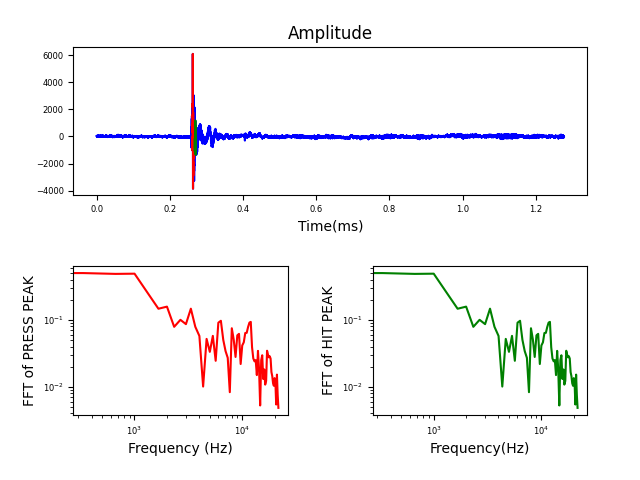 Amplitude
6000
4000
2000
0
−2000
−4000
0.0 0.2 0.4 0.6 0.8 1.0 1.2
Time(ms)
FFT of PRESS PEAK
10⁻¹
10⁻²
10³ 10⁴
Frequency (Hz)
FFT of HIT PEAK
10⁻¹
10⁻²
10³ 10⁴
Frequency(Hz)